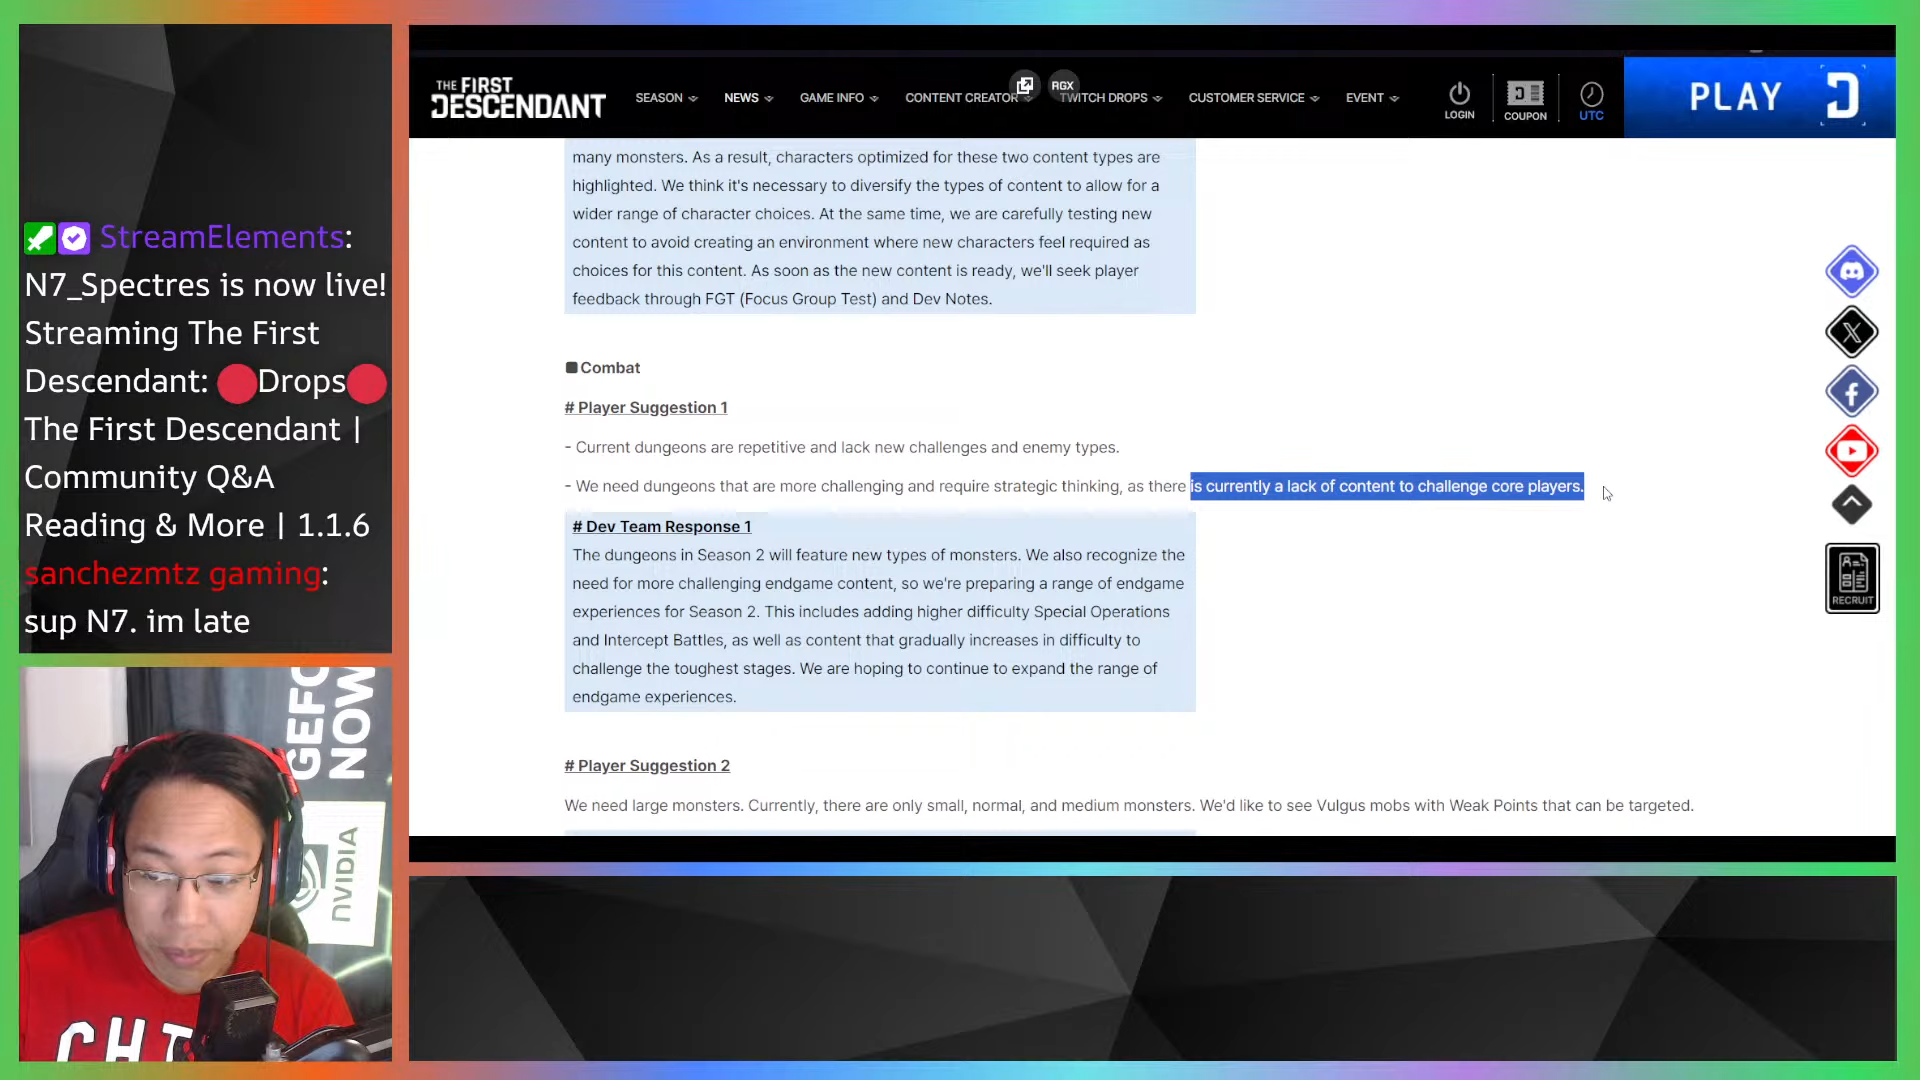 StreamElements:
N7_Spectres is now live!
Streaming The First
Descendant: 🔴Drops🔴
The First Descendant |
Community Q&A
Reading & More | 1.1.6
sanchezmtz gaming:
sup N7. im late
THE FIRST
DESCENDANT
SEASON
NEWS
GAME INFO
CONTENT CREATOR
RGX
TWITCH DROPS
CUSTOMER SERVICE
EVENT
LOGIN
COUPON
UTC
PLAY
many monsters. As a result, characters optimized for these two content types are
highlighted. We think it's necessary to diversify the types of content to allow for a
wider range of character choices. At the same time, we are carefully testing new
content to avoid creating an environment where new characters feel required as
choices for this content. As soon as the new content is ready, we'll seek player
feedback through FGT (Focus Group Test) and Dev Notes.
■ Combat
# Player Suggestion 1
- Current dungeons are repetitive and lack new challenges and enemy types.
- We need dungeons that are more challenging and require strategic thinking, as there is currently a lack of content to challenge core players.
# Dev Team Response 1
The dungeons in Season 2 will feature new types of monsters. We also recognize the
need for more challenging endgame content, so we're preparing a range of endgame
experiences for Season 2. This includes adding higher difficulty Special Operations
and Intercept Battles, as well as content that gradually increases in difficulty to
challenge the toughest stages. We are hoping to continue to expand the range of
endgame experiences.
# Player Suggestion 2
We need large monsters. Currently, there are only small, normal, and medium monsters. We'd like to see Vulgus mobs with Weak Points that can be targeted.
RECRUIT
GEFO
NOW
NVIDIA